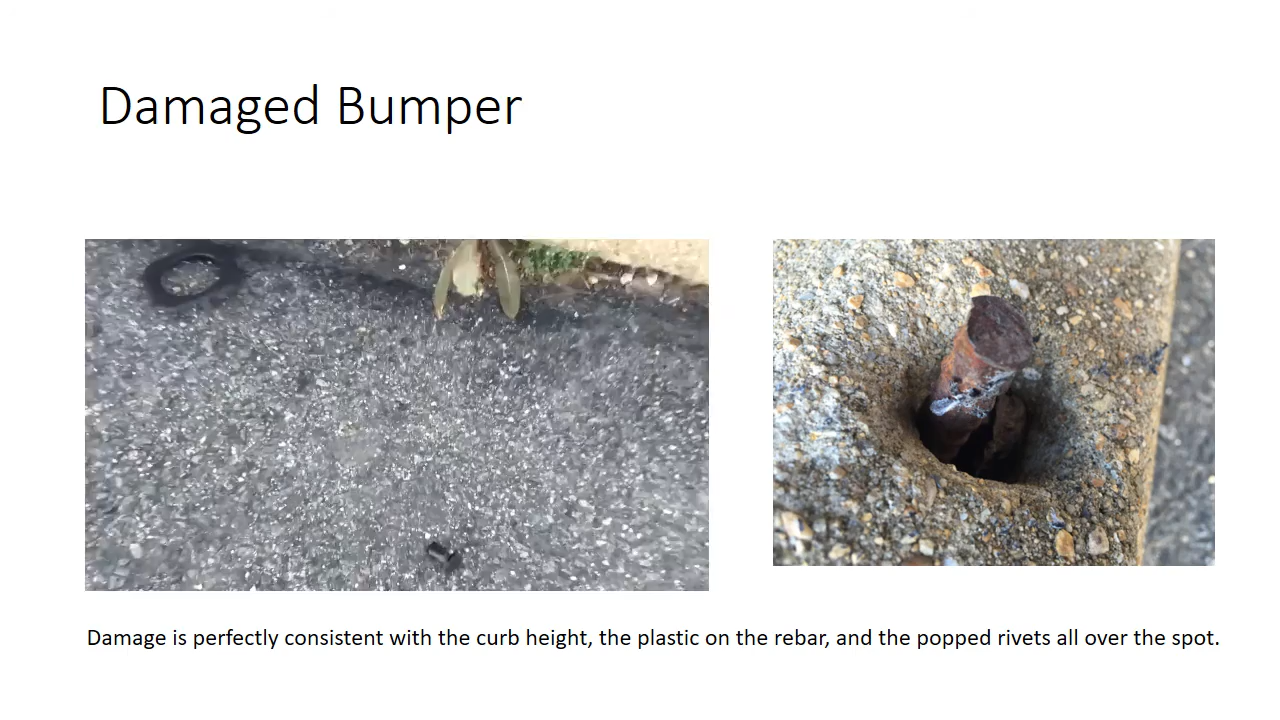 Damaged Bumper
Damage is perfectly consistent with the curb height, the plastic on the rebar, and the popped rivets all over the spot.